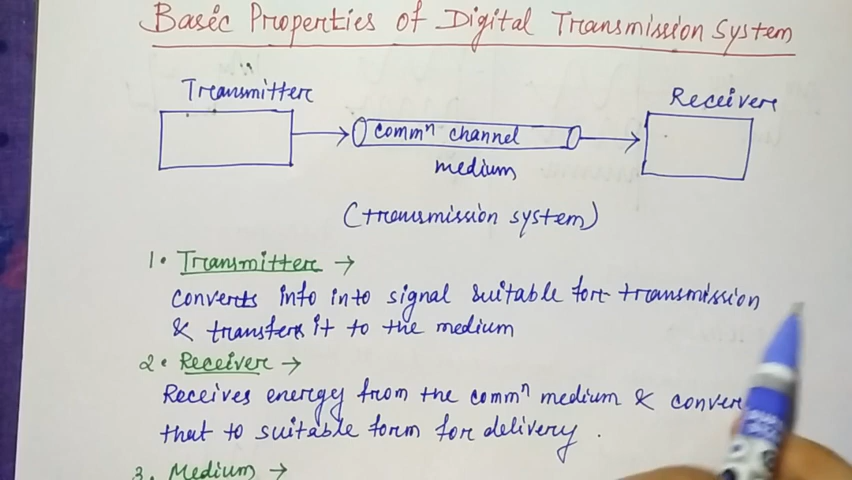 Basic Properties of Digital Transmission System
Transmitter
Receiver
commⁿ channel
medium
(transmission system)
1. Transmitter →
converts info into signal suitable for transmission
& transfers it to the medium
2. Receiver →
Receives energy from the commⁿ medium & conver
that to suitable form for delivery.
3. Medium →